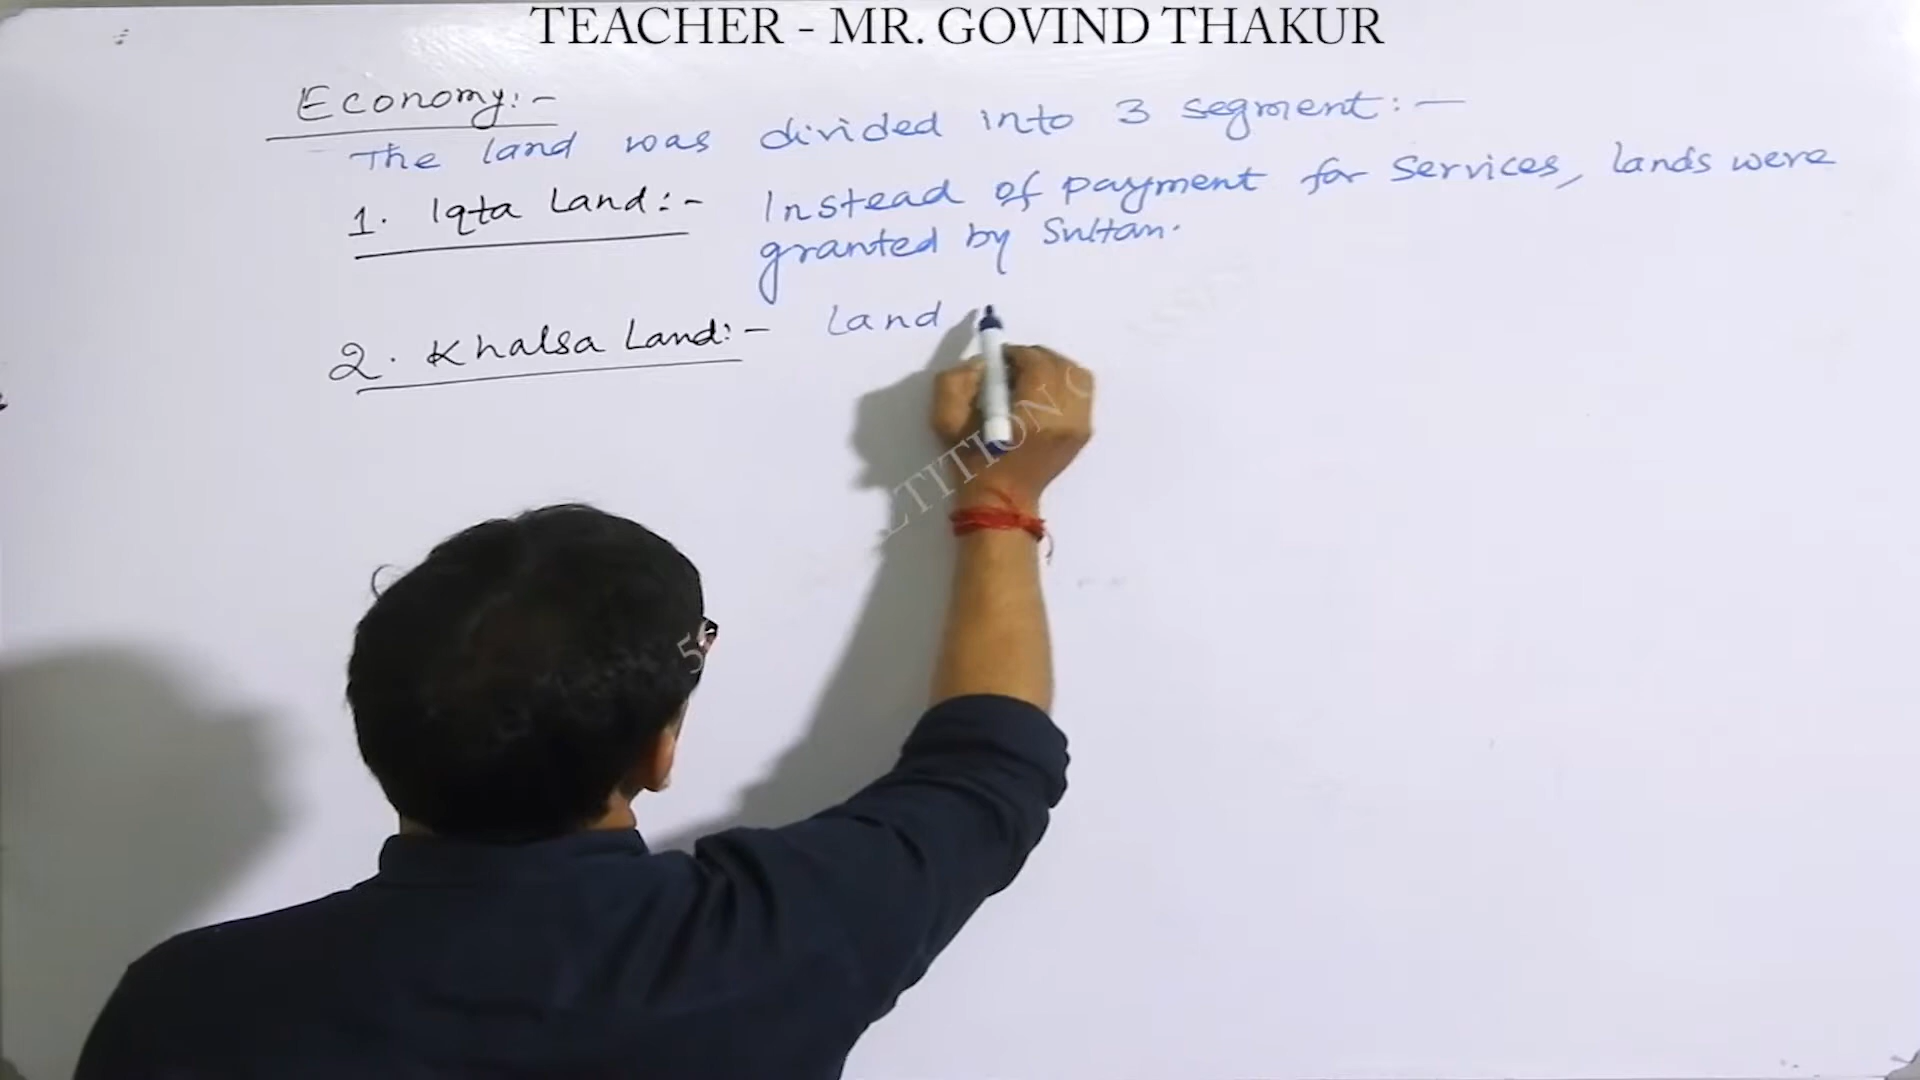 TEACHER - MR. GOVIND THAKUR
Economy:-
The land was divided into 3 segment:-
1. Iqta Land:- Instead of payment for services, lands were
granted by Sultan.
2. Khalsa Land:- Land